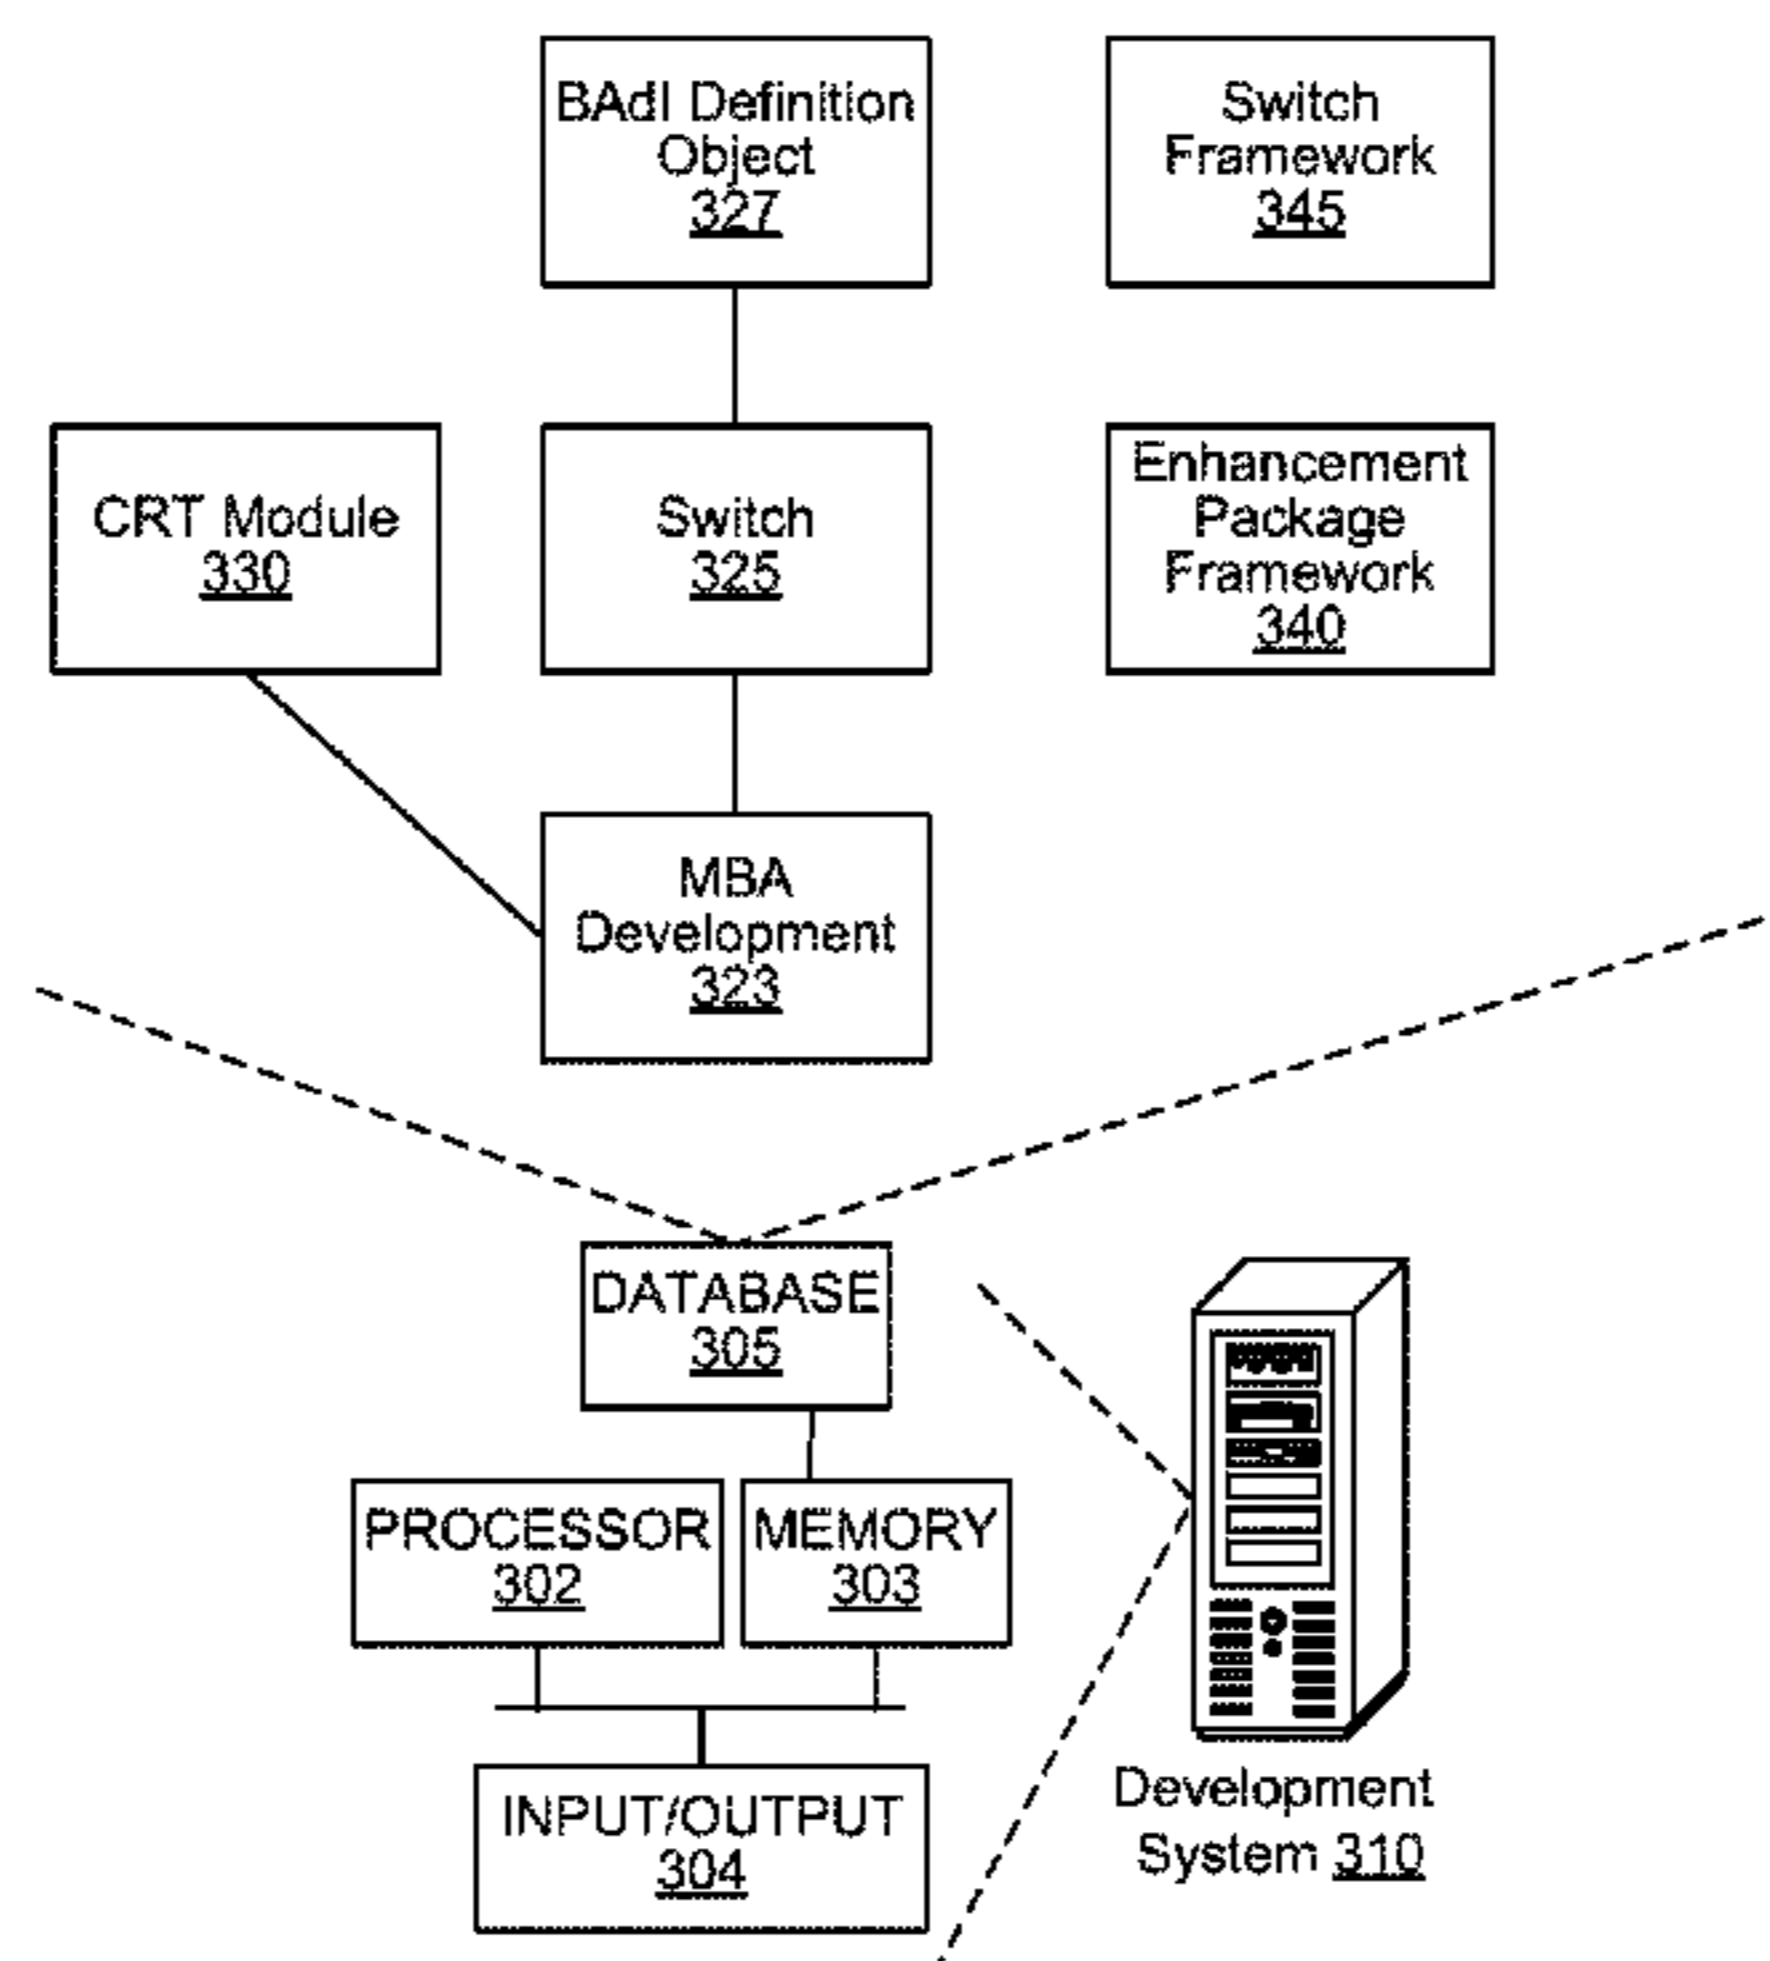 BAdI Definition
Object
327
Switch
Framework
345
CRT Module
330
Switch
325
Enhancement
Package
Framework
340
MBA
Development
323
DATABASE
305
PROCESSOR
302
MEMORY
303
INPUT/OUTPUT
304
Development
System 310